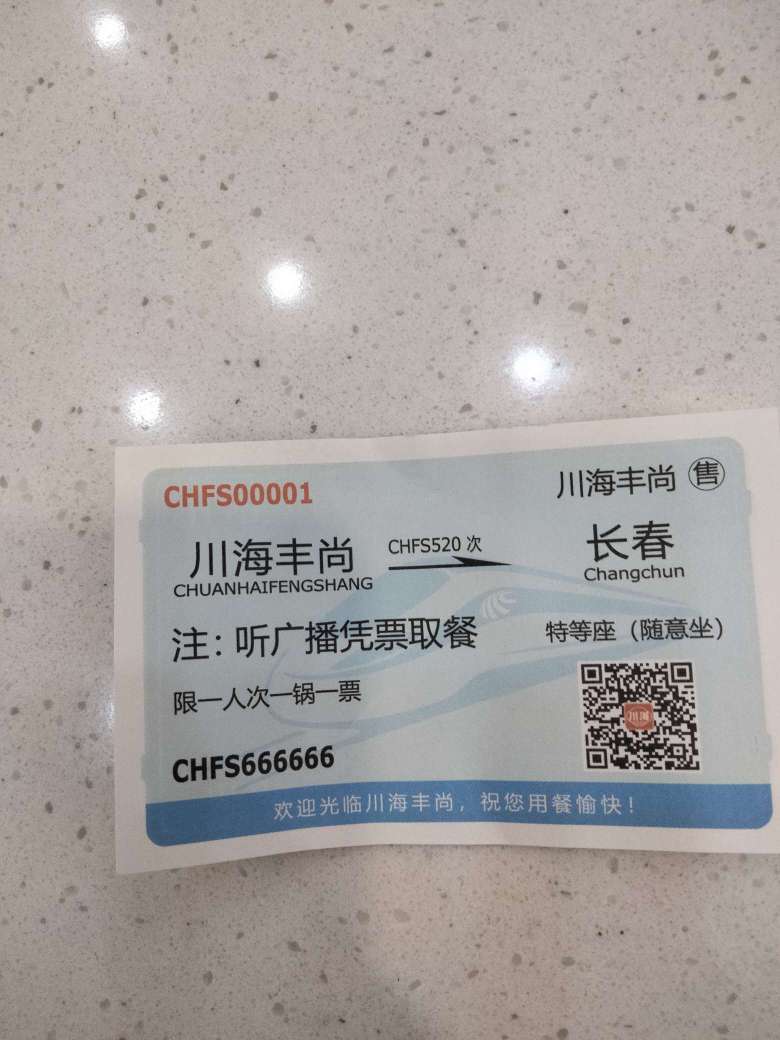 CHFS00001
川海丰尚 售
川海丰尚 CHFS520 次 长春
CHUANHAIFENGSHANG Changchun
注：听广播凭票取餐 特等座（随意坐）
限一人次一锅一票
川海
CHFS666666
欢迎光临川海丰尚，祝您用餐愉快！